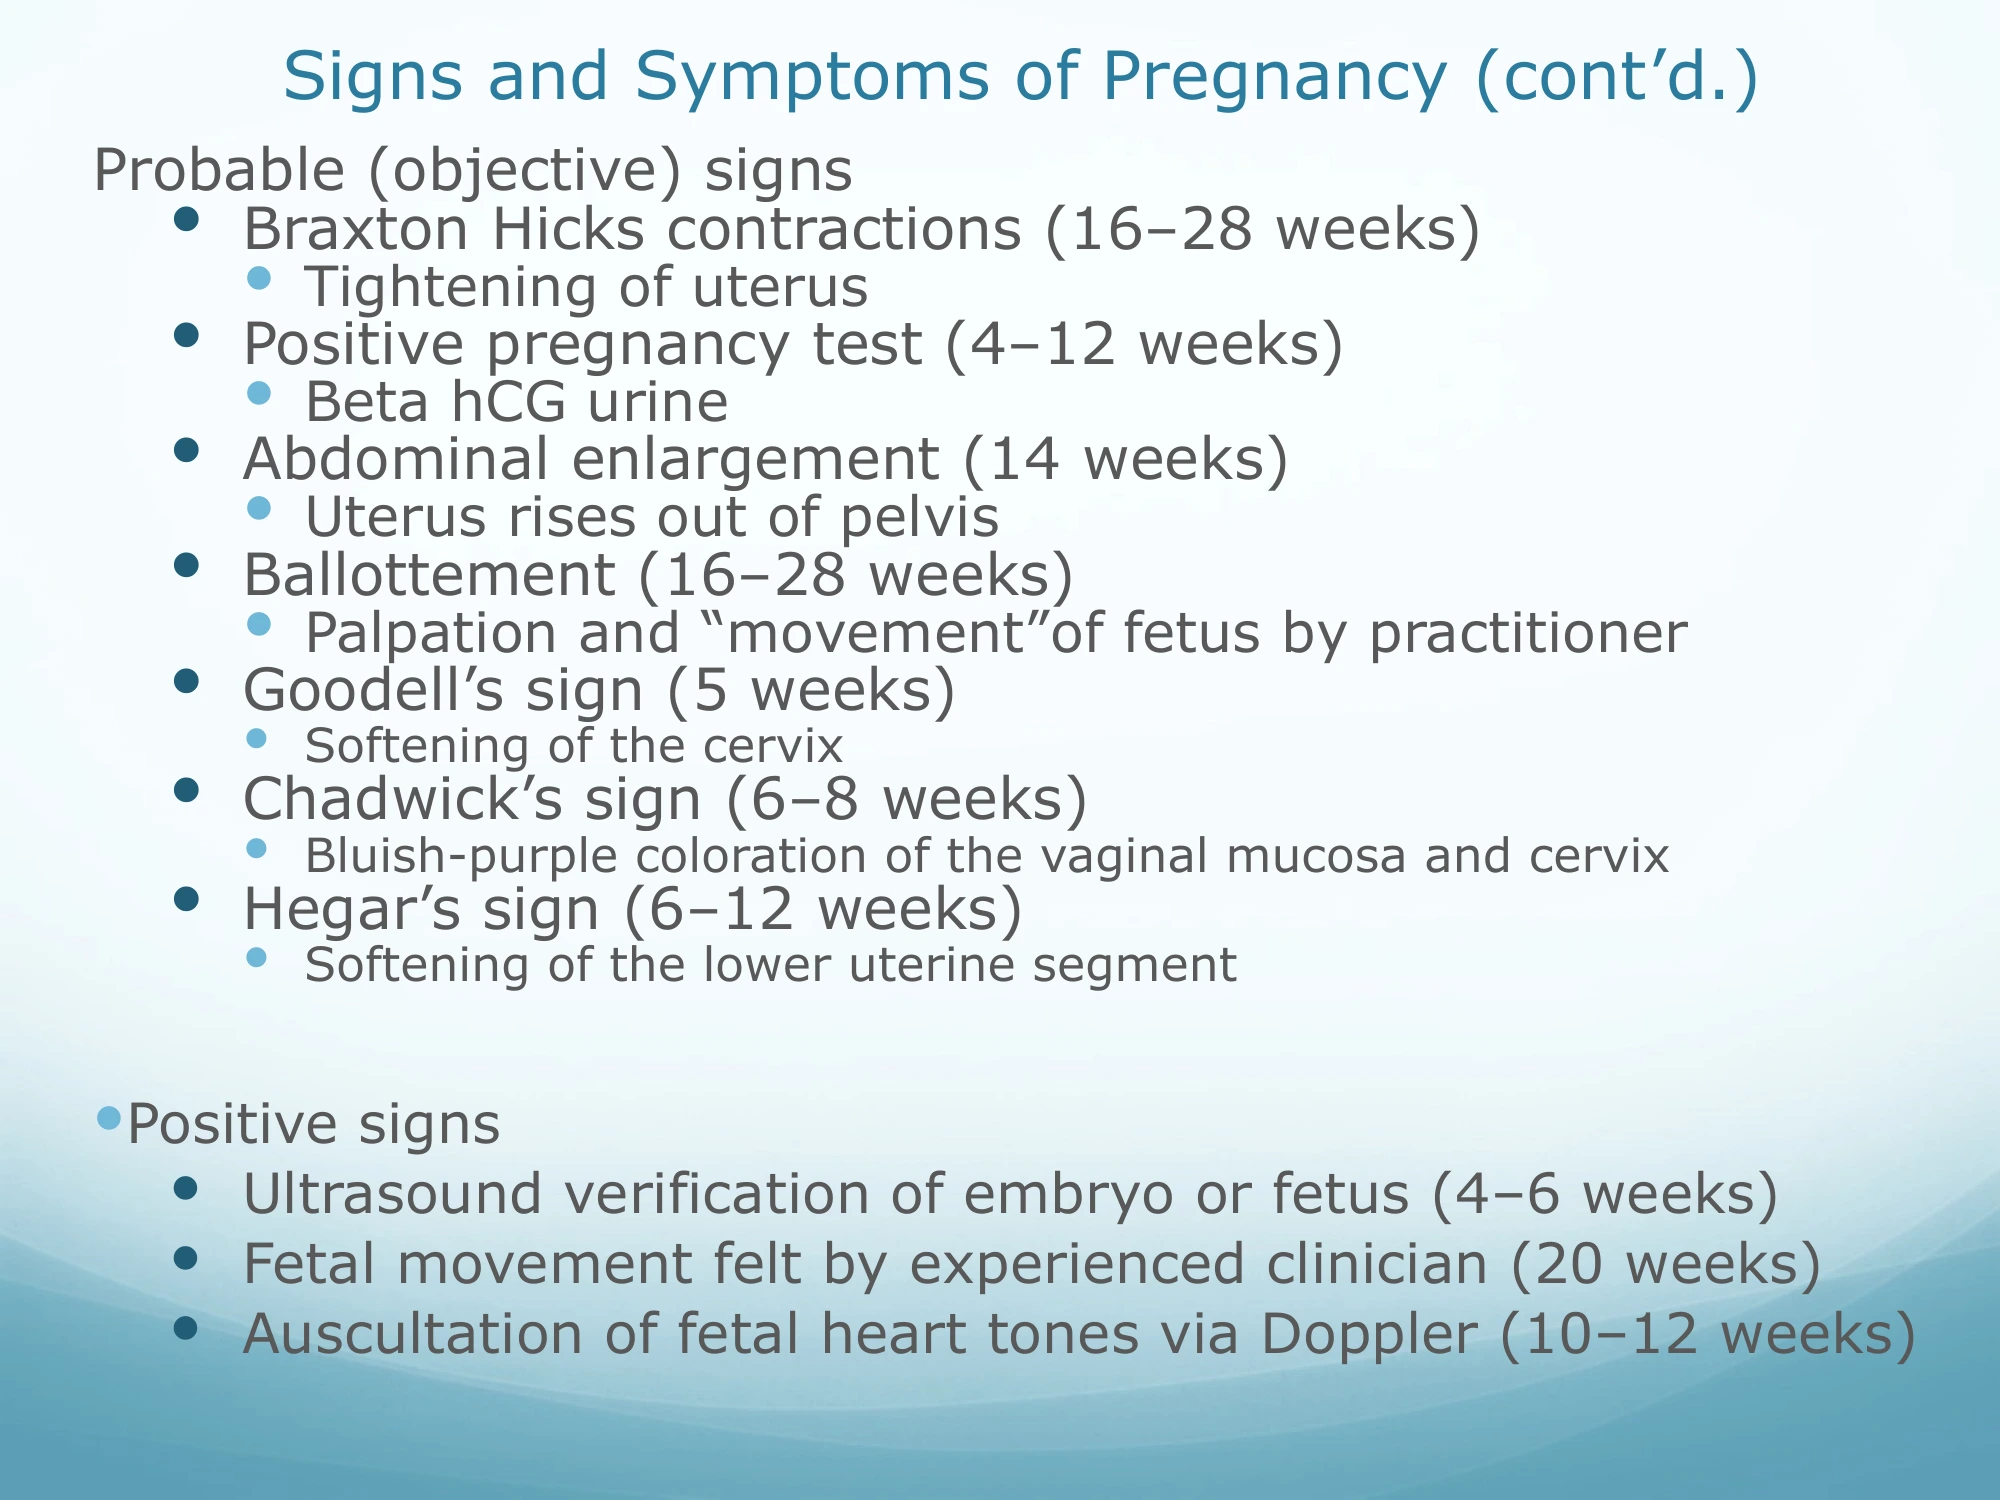 Signs and Symptoms of Pregnancy (cont’d.)
Probable (objective) signs
• Braxton Hicks contractions (16–28 weeks)
• Tightening of uterus
• Positive pregnancy test (4–12 weeks)
• Beta hCG urine
• Abdominal enlargement (14 weeks)
• Uterus rises out of pelvis
• Ballottement (16–28 weeks)
• Palpation and “movement”of fetus by practitioner
• Goodell’s sign (5 weeks)
• Softening of the cervix
• Chadwick’s sign (6–8 weeks)
• Bluish-purple coloration of the vaginal mucosa and cervix
• Hegar’s sign (6–12 weeks)
• Softening of the lower uterine segment
•Positive signs
• Ultrasound verification of embryo or fetus (4–6 weeks)
• Fetal movement felt by experienced clinician (20 weeks)
• Auscultation of fetal heart tones via Doppler (10–12 weeks)